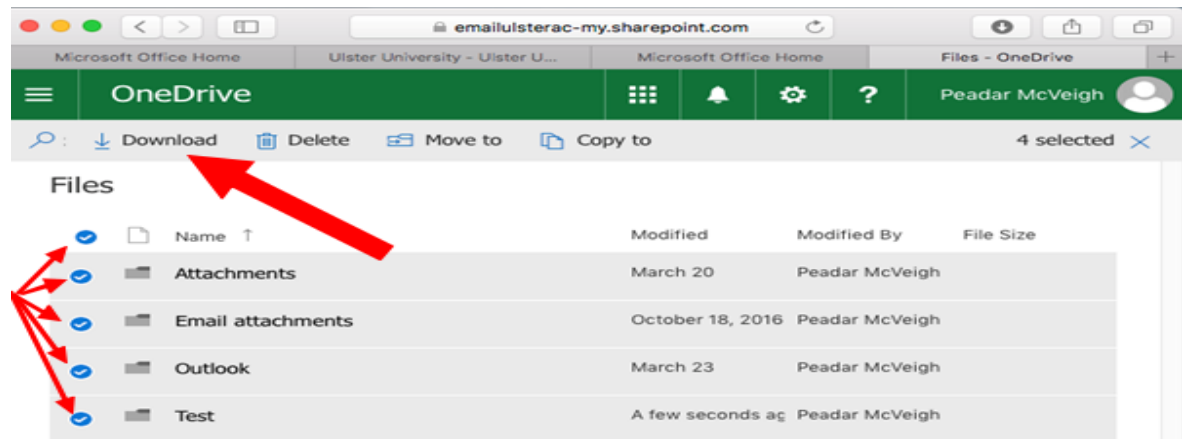 emailulsterac-my.sharepoint.com
Microsoft Office Home Ulster University - Ulster U... Microsoft Office Home Files - OneDrive +
OneDrive ? Peadar McVeigh
: Download Delete Move to Copy to 4 selected
Files
Name ↑ Modified Modified By File Size
Attachments March 20 Peadar McVeigh
Email attachments October 18, 2016 Peadar McVeigh
Outlook March 23 Peadar McVeigh
Test A few seconds ag Peadar McVeigh